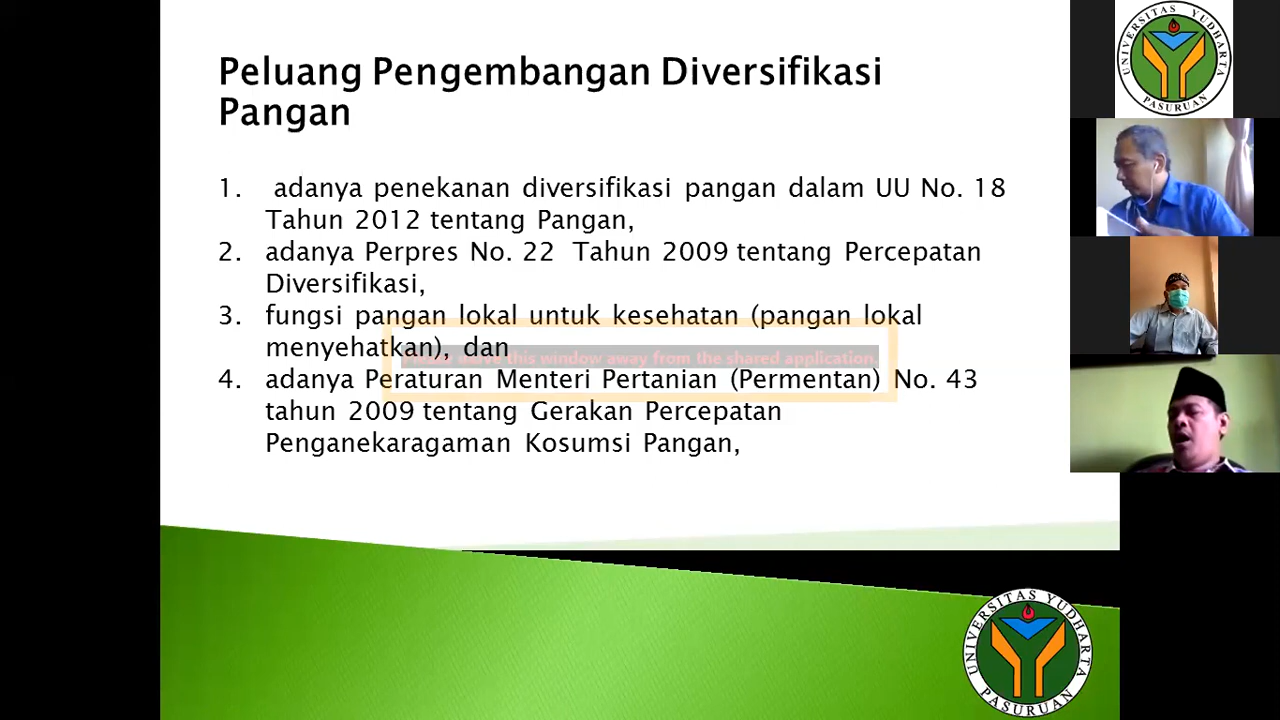 Peluang Pengembangan Diversifikasi
Pangan
1. adanya penekanan diversifikasi pangan dalam UU No. 18
Tahun 2012 tentang Pangan,
2. adanya Perpres No. 22 Tahun 2009 tentang Percepatan
Diversifikasi,
3. fungsi pangan lokal untuk kesehatan (pangan lokal
menyehatkan), dan
this window away from the shared application.
4. adanya Peraturan Menteri Pertanian (Permentan) No. 43
tahun 2009 tentang Gerakan Percepatan
Penganekaragaman Kosumsi Pangan,
UNIVERSITAS YUDHARTA
PASURUAN
UNIVERSITAS YUDHARTA
PASURUAN